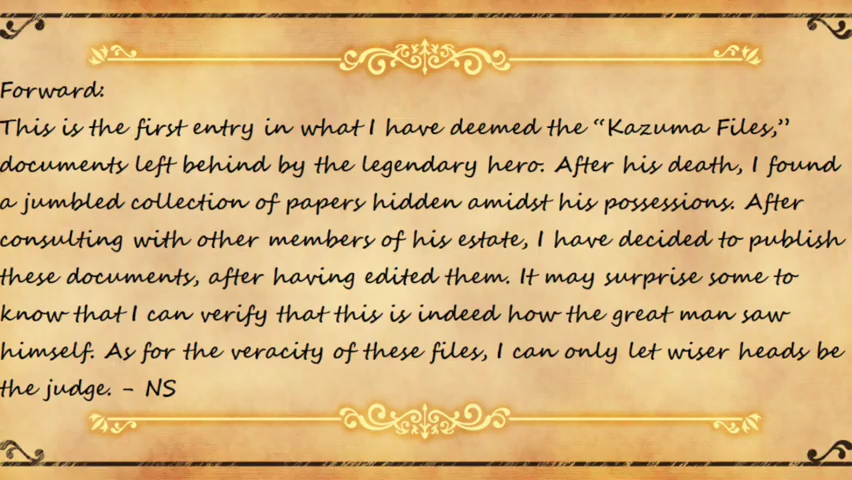 Forward:
This is the first entry in what I have deemed the “Kazuma Files,”
documents left behind by the legendary hero. After his death, I found
a jumbled collection of papers hidden amidst his possessions. After
consulting with other members of his estate, I have decided to publish
these documents, after having edited them. It may surprise some to
know that I can verify that this is indeed how the great man saw
himself. As for the veracity of these files, I can only let wiser heads be
the judge. – NS